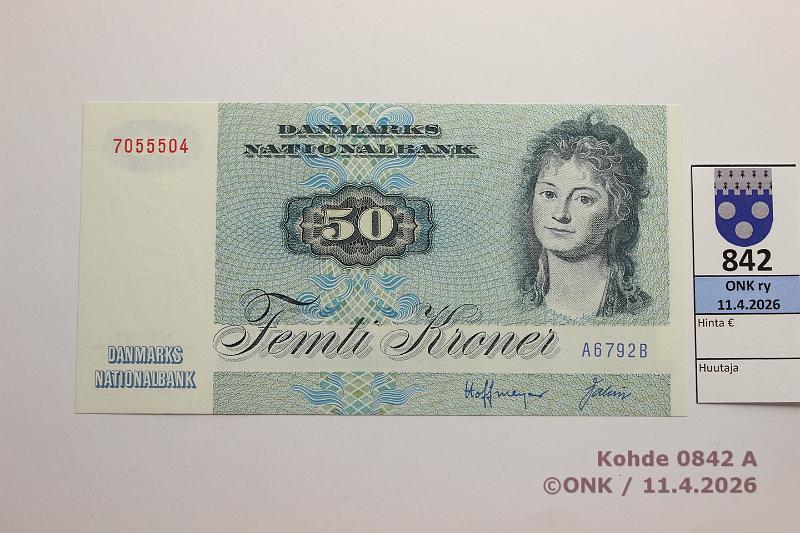 7055504
DANMARKS
NATIONALBANK
50
Femti Kroner
A6792B
DANMARKS
NATIONALBANK
Hoffmeyer
842
ONK ry
11.4.2026
Hinta €
Huutaja
Kohde 0842 A
©ONK / 11.4.2026